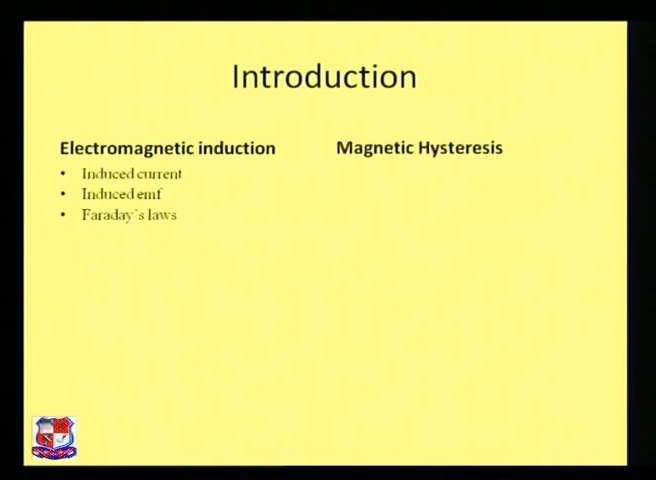 Introduction
Electromagnetic induction
• Induced current
• Induced emf
• Faraday`s laws
Magnetic Hysteresis